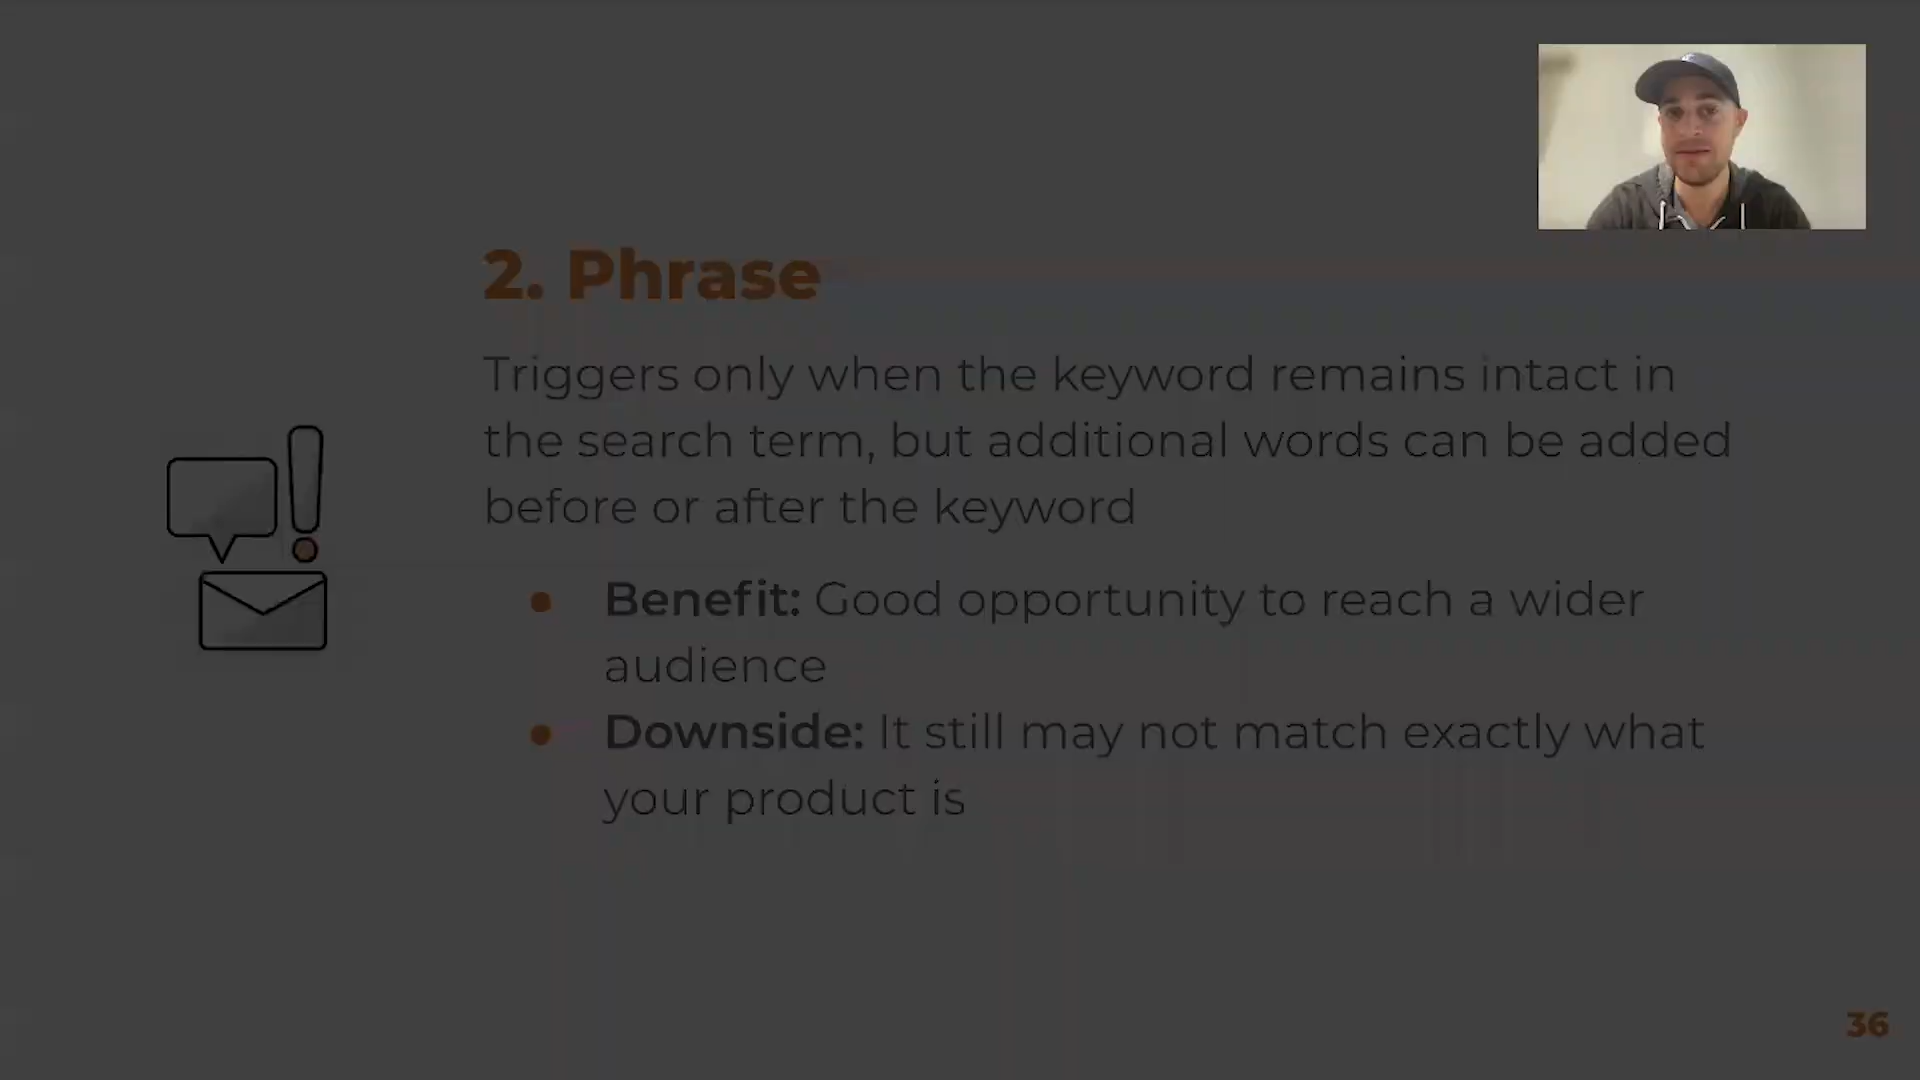 2. Phrase
Triggers only when the keyword remains intact in
the search term, but additional words can be added
before or after the keyword
Benefit: Good opportunity to reach a wider
audience
Downside: It still may not match exactly what
your product is
36